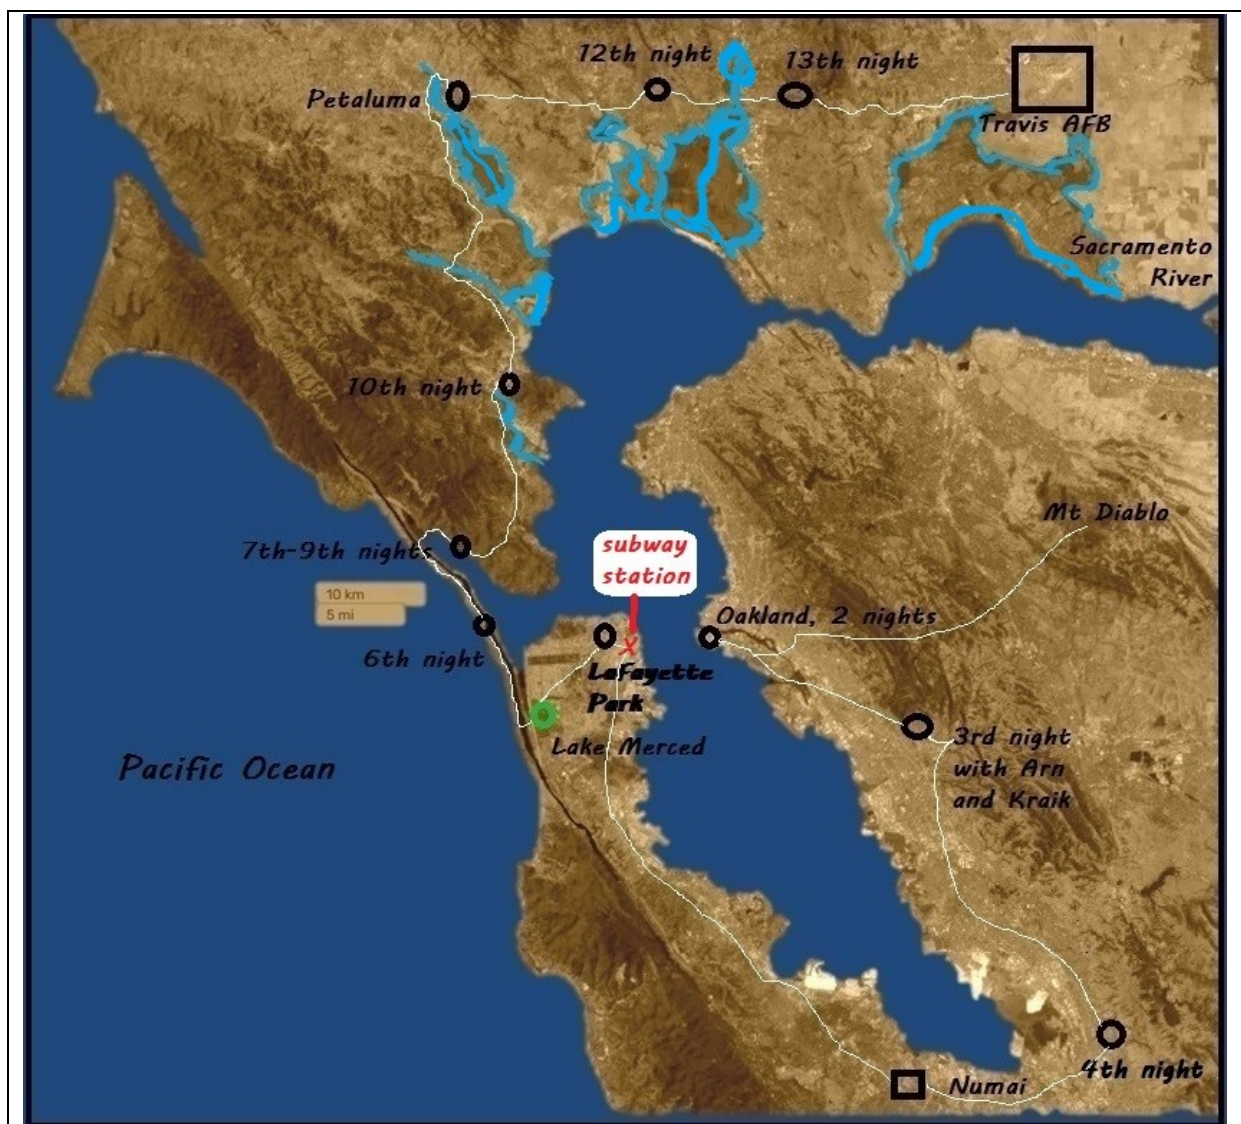 12th night
13th night
Petaluma
Travis AFB
Sacramento
River
10th night
Mt Diablo
7th-9th nights
subway
station
10 km
5 mi
Oakland, 2 nights
6th night
LaFayette
Park
Lake Merced
3rd night
with Arn
and Kraik
Pacific Ocean
4th night
Numai